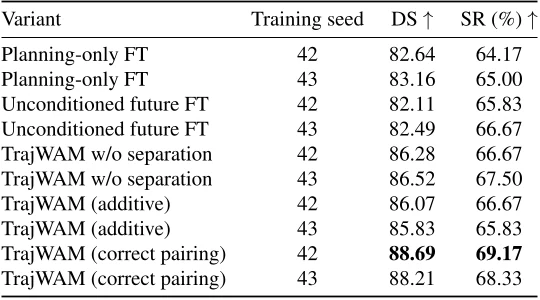 Variant Training seed DS ↑ SR (%) ↑
Planning-only FT 42 82.64 64.17
Planning-only FT 43 83.16 65.00
Unconditioned future FT 42 82.11 65.83
Unconditioned future FT 43 82.49 66.67
TrajWAM w/o separation 42 86.28 66.67
TrajWAM w/o separation 43 86.52 67.50
TrajWAM (additive) 42 86.07 66.67
TrajWAM (additive) 43 85.83 65.83
TrajWAM (correct pairing) 42 88.69 69.17
TrajWAM (correct pairing) 43 88.21 68.33